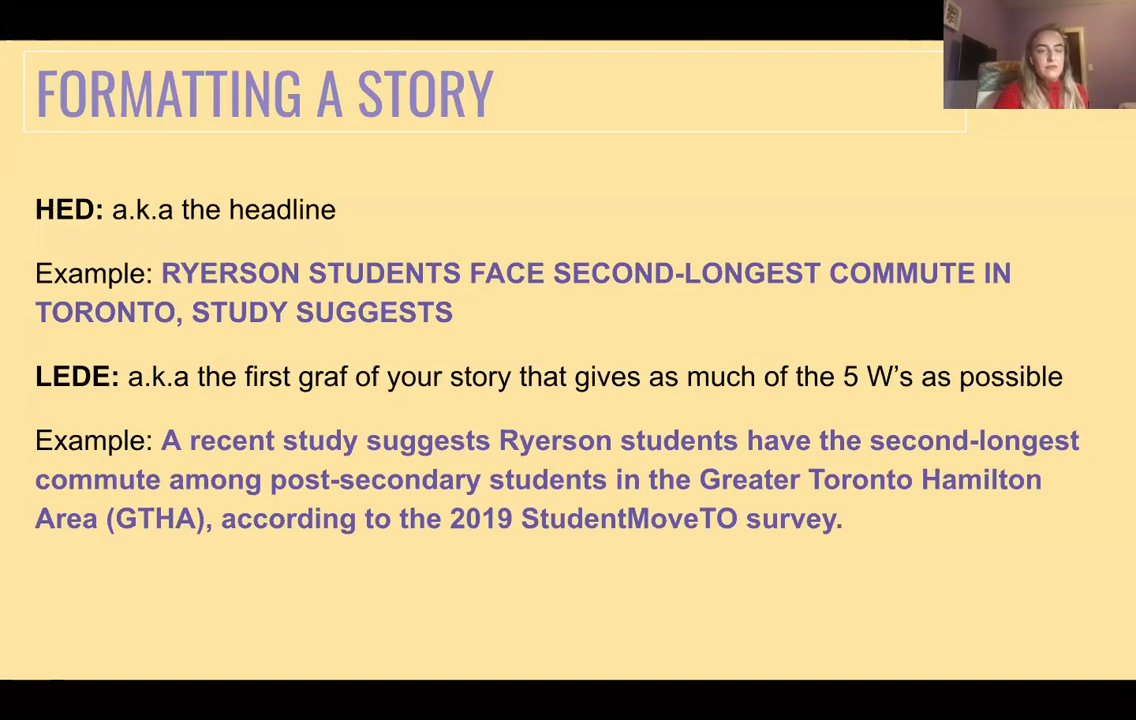 FORMATTING A STORY
HED: a.k.a the headline
Example: RYERSON STUDENTS FACE SECOND-LONGEST COMMUTE IN
TORONTO, STUDY SUGGESTS
LEDE: a.k.a the first graf of your story that gives as much of the 5 W’s as possible
Example: A recent study suggests Ryerson students have the second-longest
commute among post-secondary students in the Greater Toronto Hamilton
Area (GTHA), according to the 2019 StudentMoveTO survey.